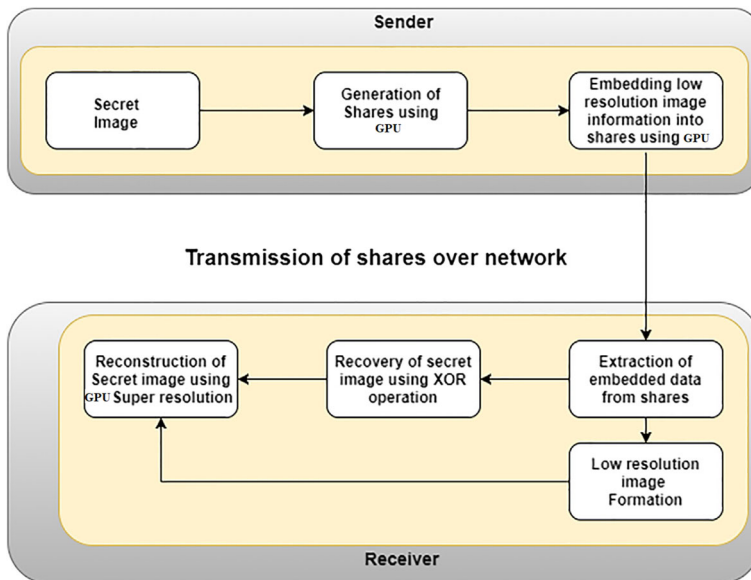 Sender
Secret
Image
Generation of
Shares using
GPU
Embedding low
resolution image
information into
shares using GPU
Transmission of shares over network
Reconstruction of
Secret image using
GPU Super resolution
Recovery of secret
image using XOR
operation
Extraction of
embedded data
from shares
Low resolution
image
Formation
Receiver